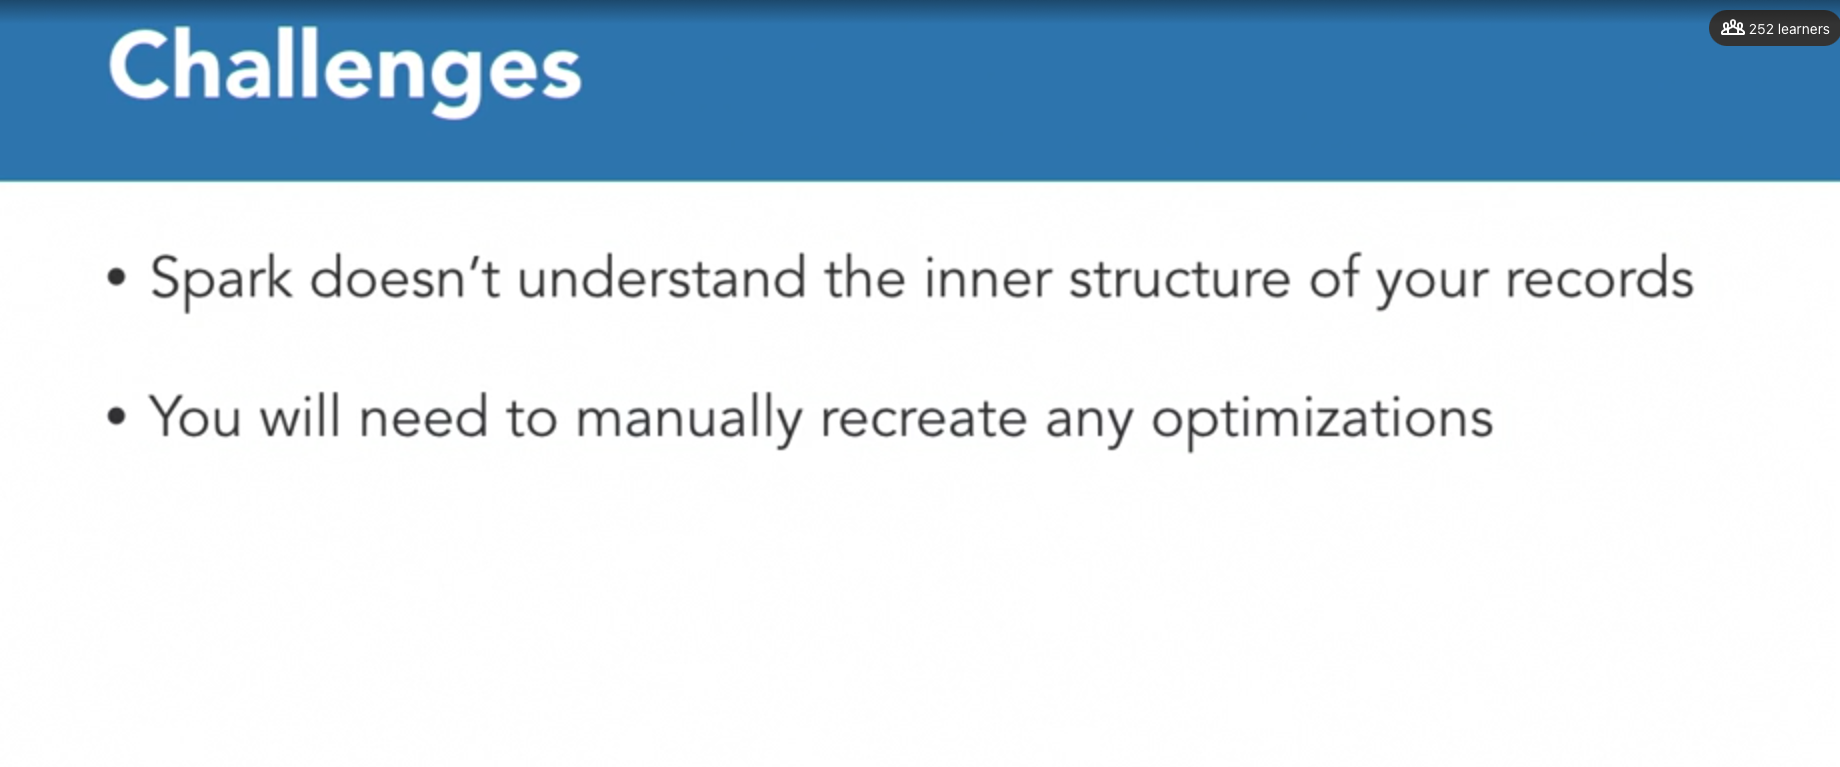 Challenges
252 learners
• Spark doesn’t understand the inner structure of your records
• You will need to manually recreate any optimizations